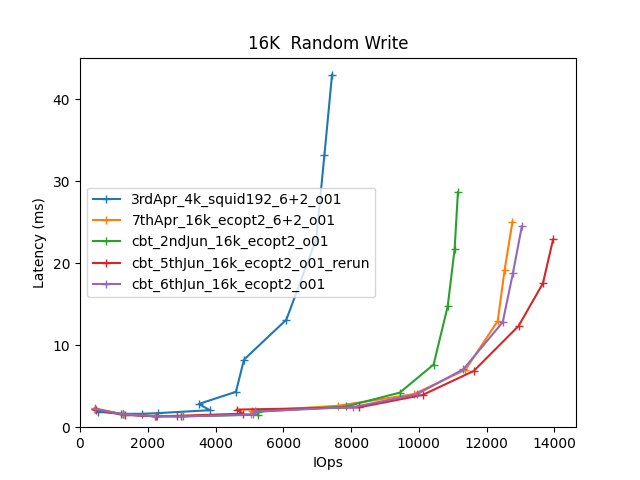 16K  Random Write
Latency (ms)
40
30
20
10
0
3rdApr_4k_squid192_6+2_o01
7thApr_16k_ecopt2_6+2_o01
cbt_2ndJun_16k_ecopt2_o01
cbt_5thJun_16k_ecopt2_o01_rerun
cbt_6thJun_16k_ecopt2_o01
0 2000 4000 6000 8000 10000 12000 14000
IOps